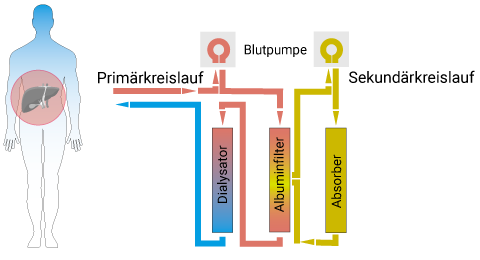 Blutpumpe
Primärkreislauf
Sekundärkreislauf
Dialysator
Albuminfilter
Absorber